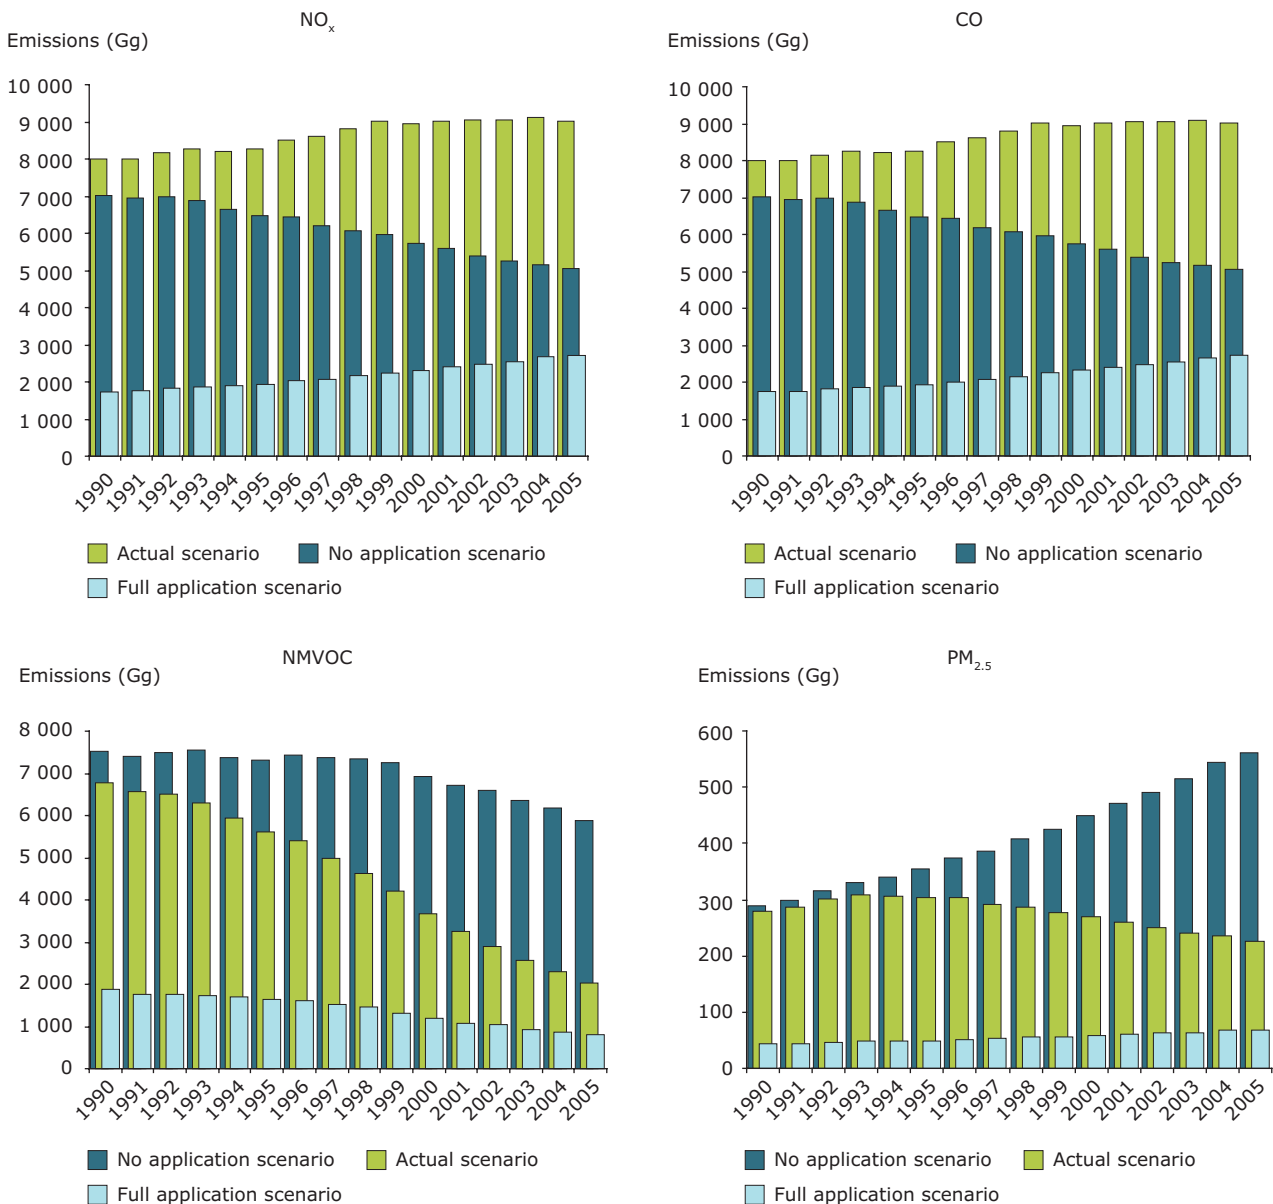 NOx
Emissions (Gg)
10 000
9 000
8 000
7 000
6 000
5 000
4 000
3 000
2 000
1 000
0
1990 1991 1992 1993 1994 1995 1996 1997 1998 1999 2000 2001 2002 2003 2004 2005
Actual scenario No application scenario
Full application scenario
CO
Emissions (Gg)
10 000
9 000
8 000
7 000
6 000
5 000
4 000
3 000
2 000
1 000
0
1990 1991 1992 1993 1994 1995 1996 1997 1998 1999 2000 2001 2002 2003 2004 2005
Actual scenario No application scenario
Full application scenario
NMVOC
Emissions (Gg)
8 000
7 000
6 000
5 000
4 000
3 000
2 000
1 000
0
1990 1991 1992 1993 1994 1995 1996 1997 1998 1999 2000 2001 2002 2003 2004 2005
No application scenario Actual scenario
Full application scenario
PM2.5
Emissions (Gg)
600
500
400
300
200
100
0
1990 1991 1992 1993 1994 1995 1996 1997 1998 1999 2000 2001 2002 2003 2004 2005
No application scenario Actual scenario
Full application scenario